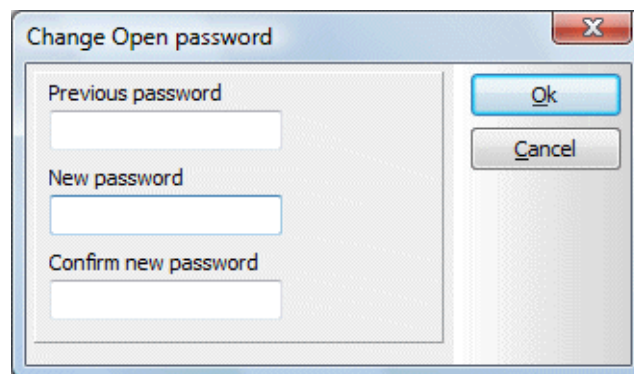 Change Open password
Previous password
Ok
Cancel
New password
Confirm new password